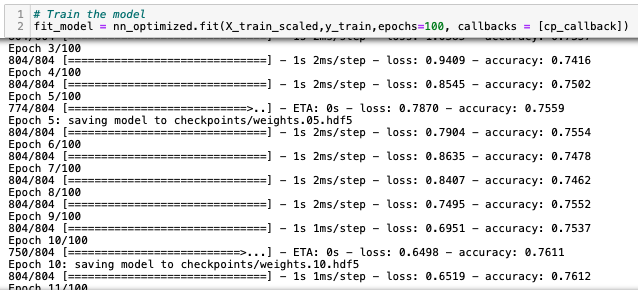 1 # Train the model
2 fit_model = nn_optimized.fit(X_train_scaled,y_train,epochs=100, callbacks = [cp_callback])
Epoch 3/100
804/804 [==============================] - 1s 2ms/step - loss: 0.9409 - accuracy: 0.7416
Epoch 4/100
804/804 [==============================] - 1s 2ms/step - loss: 0.8545 - accuracy: 0.7502
Epoch 5/100
774/804 [===========================>..] - ETA: 0s - loss: 0.7870 - accuracy: 0.7559
Epoch 5: saving model to checkpoints/weights.05.hdf5
804/804 [==============================] - 1s 2ms/step - loss: 0.7904 - accuracy: 0.7554
Epoch 6/100
804/804 [==============================] - 1s 2ms/step - loss: 0.8635 - accuracy: 0.7478
Epoch 7/100
804/804 [==============================] - 1s 2ms/step - loss: 0.8407 - accuracy: 0.7462
Epoch 8/100
804/804 [==============================] - 1s 2ms/step - loss: 0.7495 - accuracy: 0.7552
Epoch 9/100
804/804 [==============================] - 1s 1ms/step - loss: 0.6951 - accuracy: 0.7537
Epoch 10/100
750/804 [==========================>...] - ETA: 0s - loss: 0.6498 - accuracy: 0.7611
Epoch 10: saving model to checkpoints/weights.10.hdf5
804/804 [==============================] - 1s 1ms/step - loss: 0.6519 - accuracy: 0.7612
Epoch 11/100